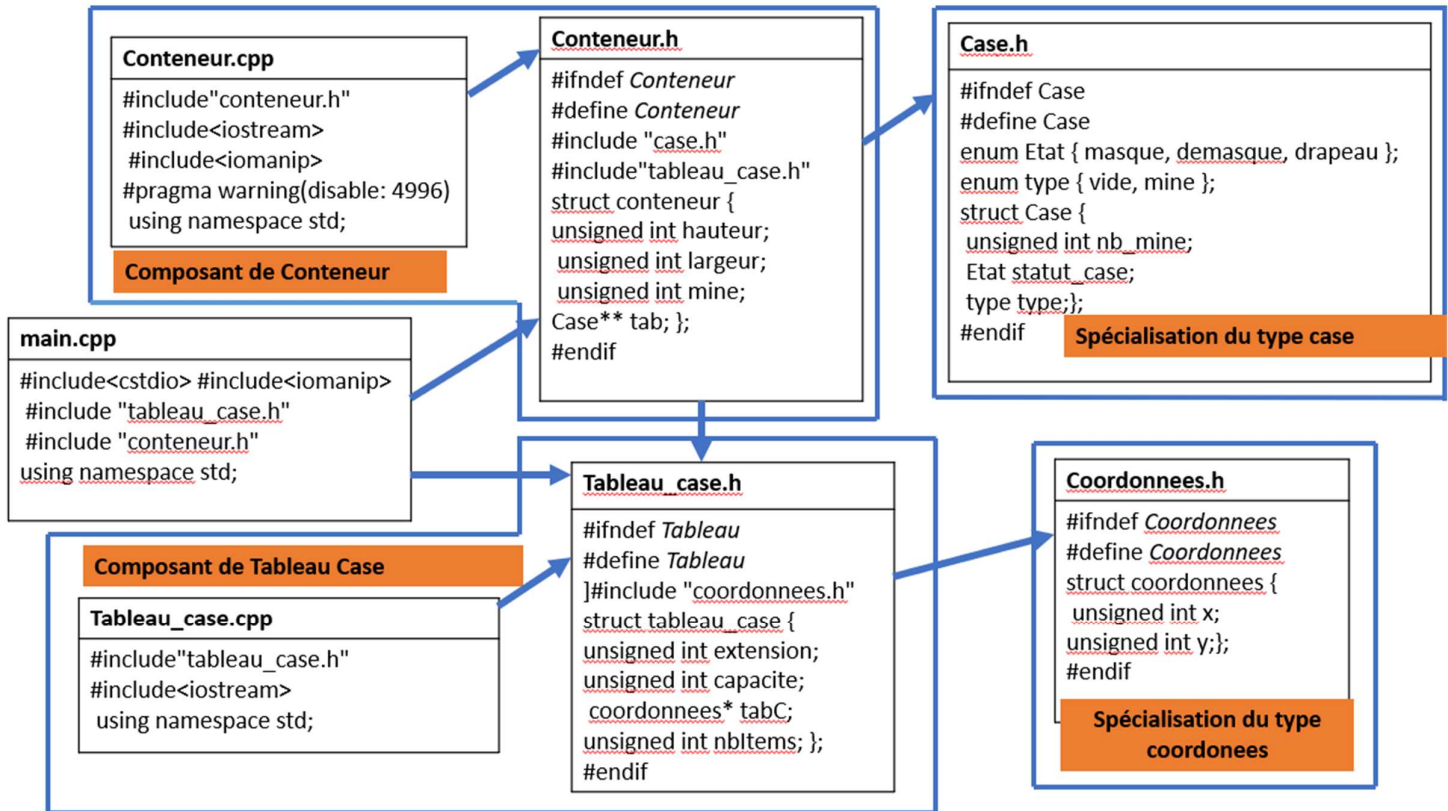 Conteneur.cpp
#include"conteneur.h"
#include<iostream>
#include<iomanip>
#pragma warning(disable: 4996)
using namespace std;
Composant de Conteneur
Conteneur.h
#ifndef Conteneur
#define Conteneur
#include "case.h"
#include"tableau_case.h"
struct conteneur {
unsigned int hauteur;
unsigned int largeur;
unsigned int mine;
Case** tab; };
#endif
Case.h
#ifndef Case
#define Case
enum Etat { masque, demasque, drapeau };
enum type { vide, mine };
struct Case {
unsigned int nb_mine;
Etat statut_case;
type type;};
#endif
Spécialisation du type case
main.cpp
#include<cstdio> #include<iomanip>
#include "tableau_case.h"
#include "conteneur.h"
using namespace std;
Composant de Tableau Case
Tableau_case.cpp
#include"tableau_case.h"
#include<iostream>
using namespace std;
Tableau_case.h
#ifndef Tableau
#define Tableau
]#include "coordonnees.h"
struct tableau_case {
unsigned int extension;
unsigned int capacite;
coordonnees* tabC;
unsigned int nbItems; };
#endif
Coordonnees.h
#ifndef Coordonnees
#define Coordonnees
struct coordonnees {
unsigned int x;
unsigned int y;};
#endif
Spécialisation du type
coordonees